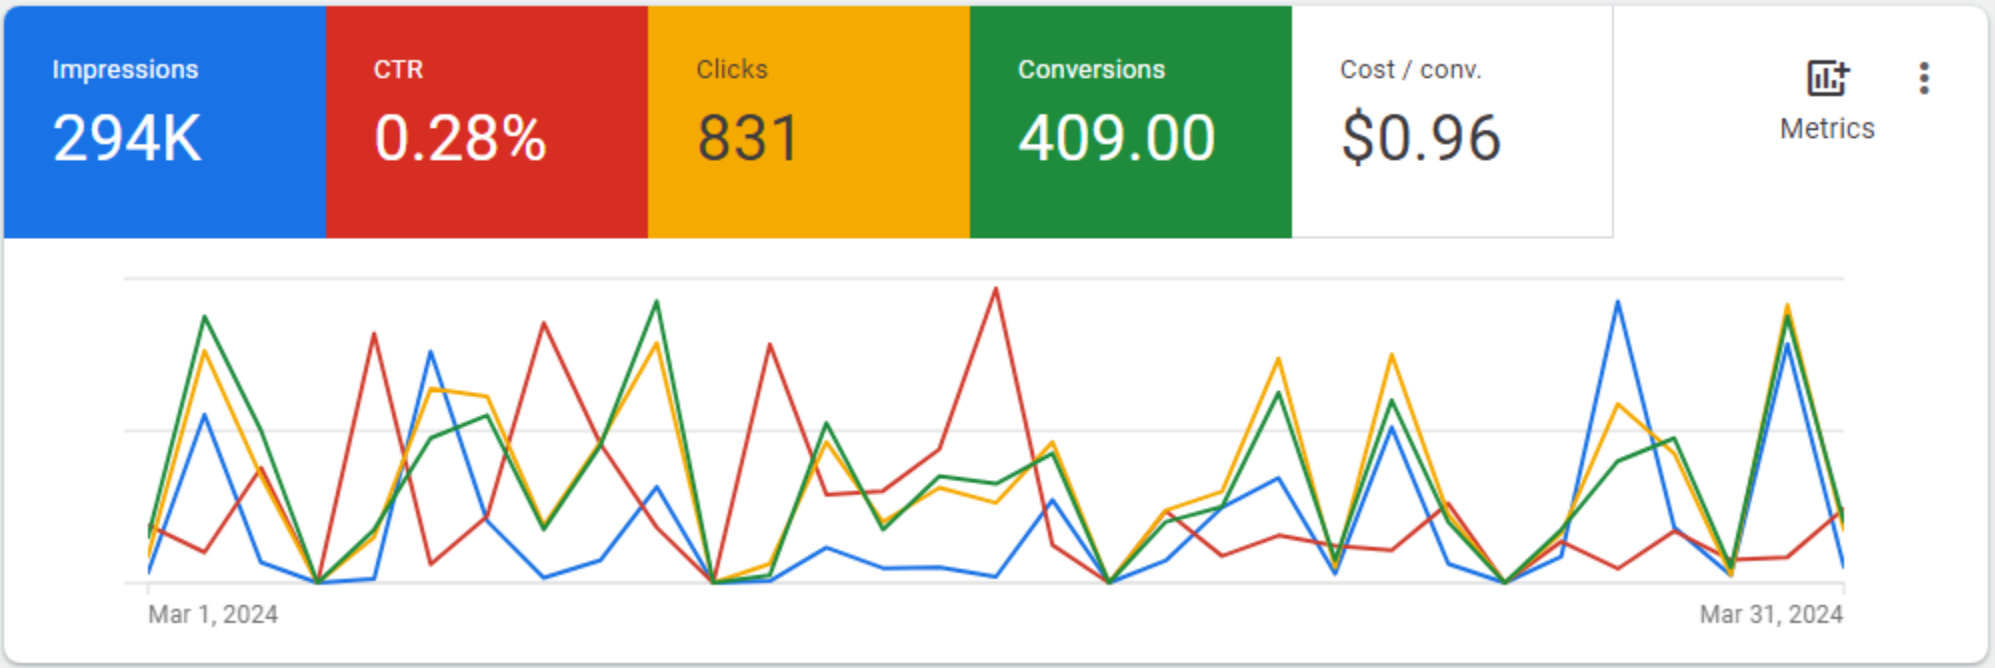 Impressions
294K
CTR
0.28%
Clicks
831
Conversions
409.00
Cost / conv.
$0.96
Metrics
Mar 1, 2024
Mar 31, 2024